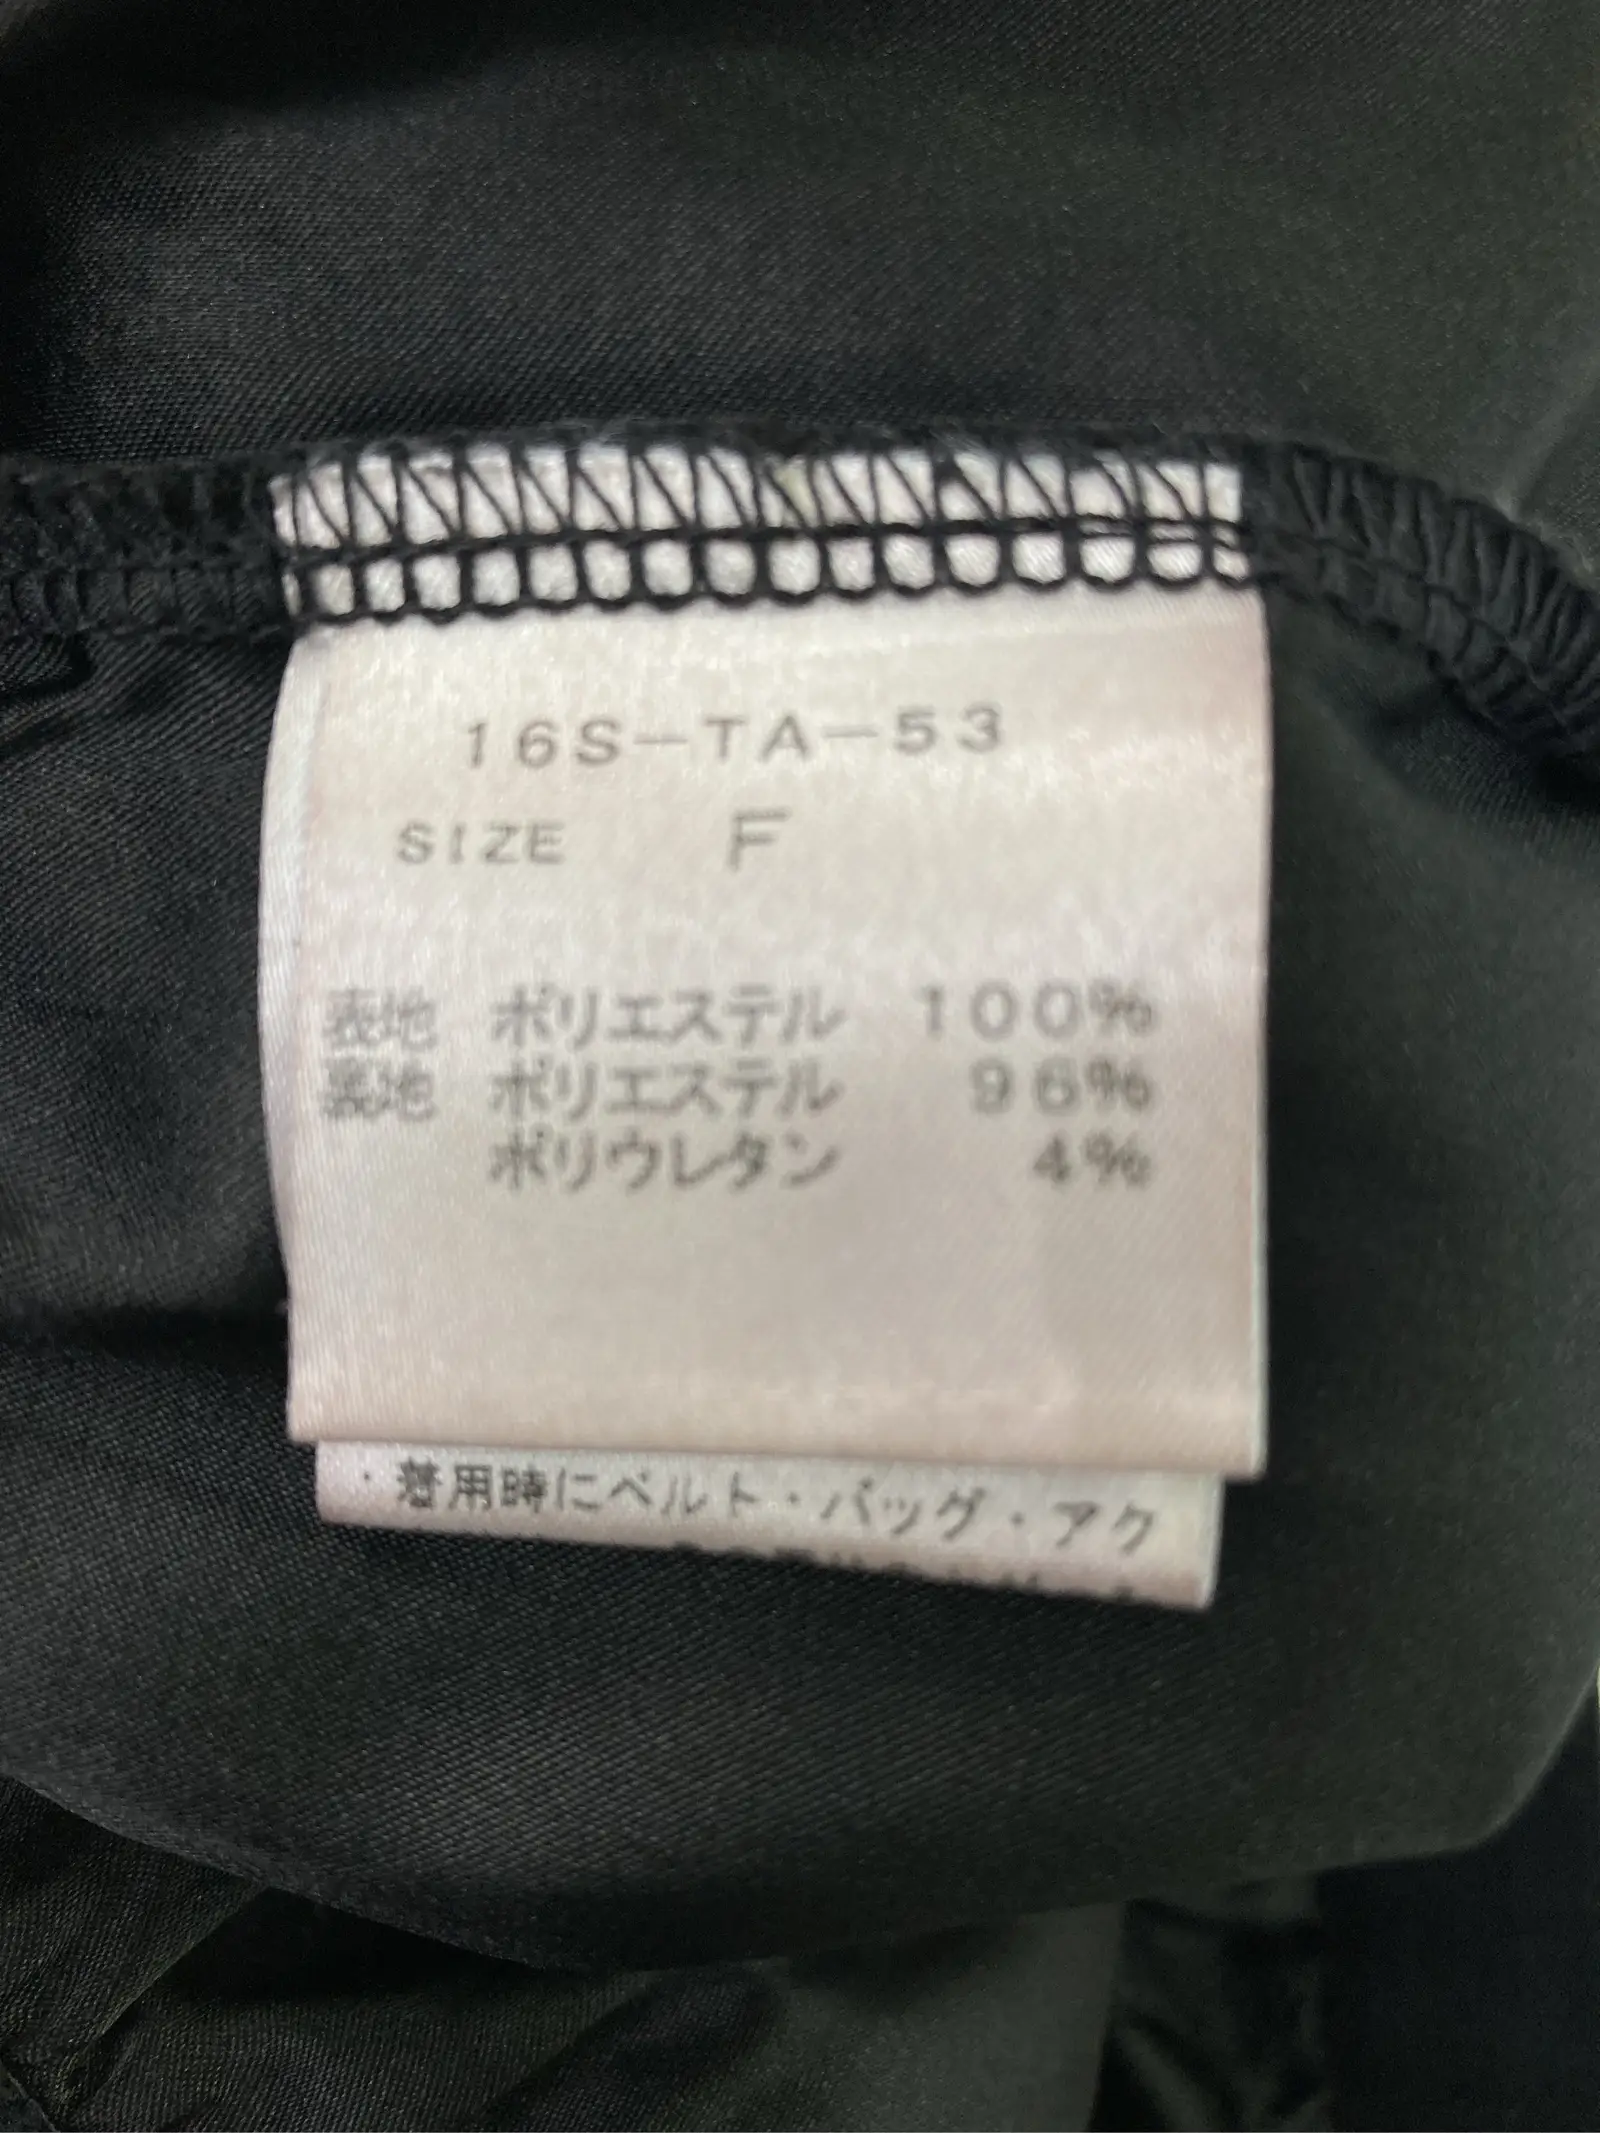 16S-TA-53
SIZE F
表地 ポリエステル 100%
裏地 ポリエステル 96%
ポリウレタン 4%
・着用時にベルト・バッグ・アク